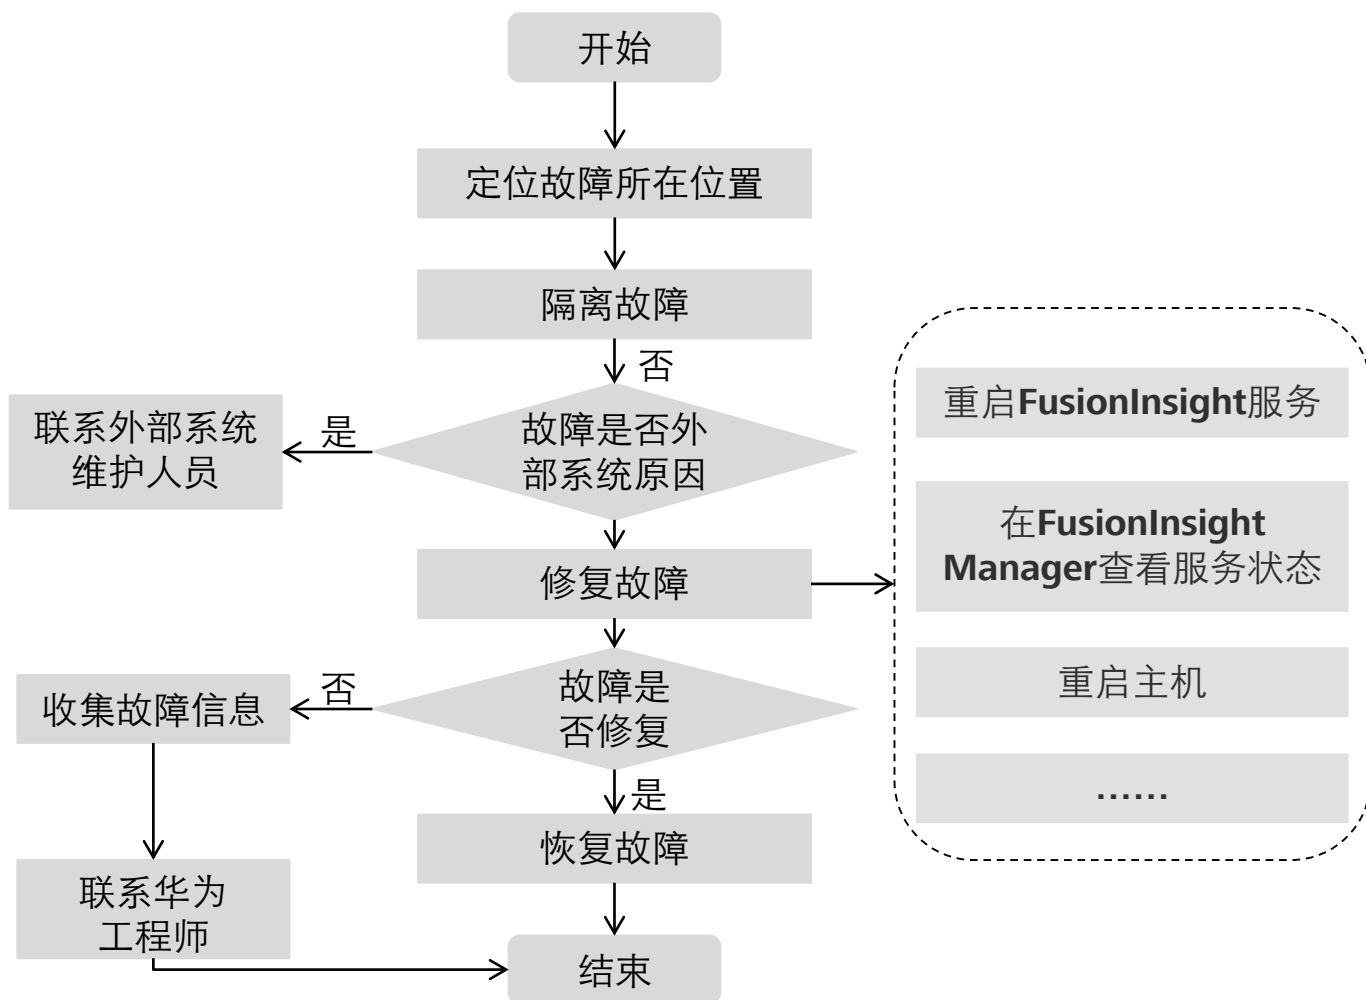 开始
定位故障所在位置
隔离故障
否
故障是否外
部系统原因
是
联系外部系统
维护人员
修复故障
重启FusionInsight服务
在FusionInsight
Manager查看服务状态
重启主机
......
故障是
否修复
否
收集故障信息
联系华为
工程师
是
恢复故障
结束